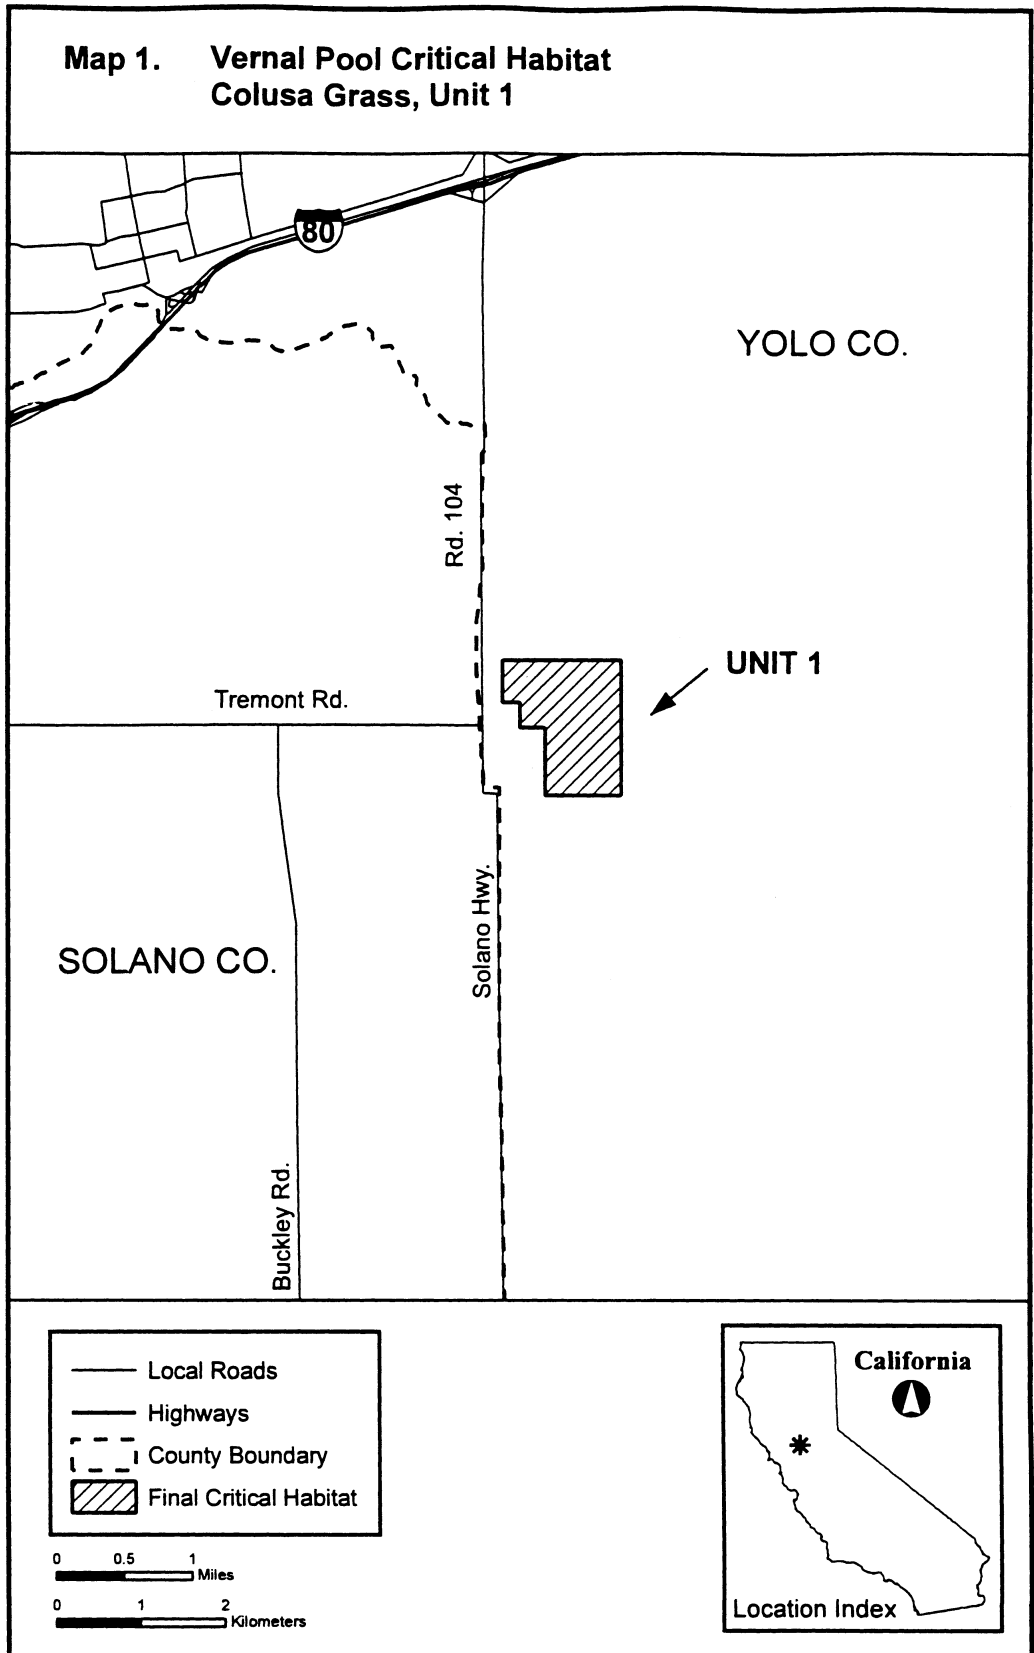 Map 1. Vernal Pool Critical Habitat
Colusa Grass, Unit 1
80
YOLO CO.
Rd. 104
UNIT 1
Tremont Rd.
Solano Hwy.
SOLANO CO.
Buckley Rd.
Local Roads
Highways
County Boundary
Final Critical Habitat
0 0.5 1
Miles
0 1 2
Kilometers
California
Location Index